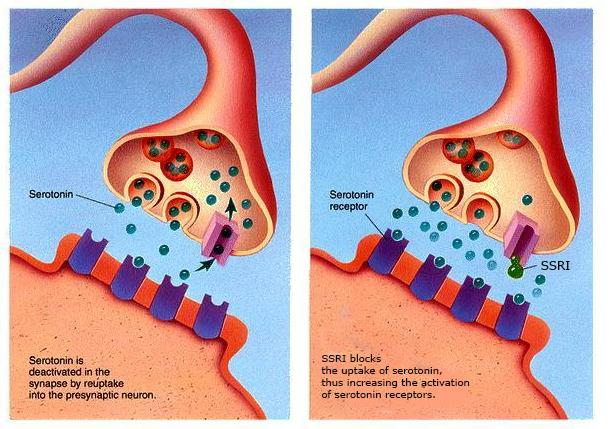 Serotonin
Serotonin is
deactivated in the
synapse by reuptake
into the presynaptic neuron.
Serotonin
receptor
SSRI
SSRI blocks
the uptake of serotonin,
thus increasing the activation
of serotonin receptors.